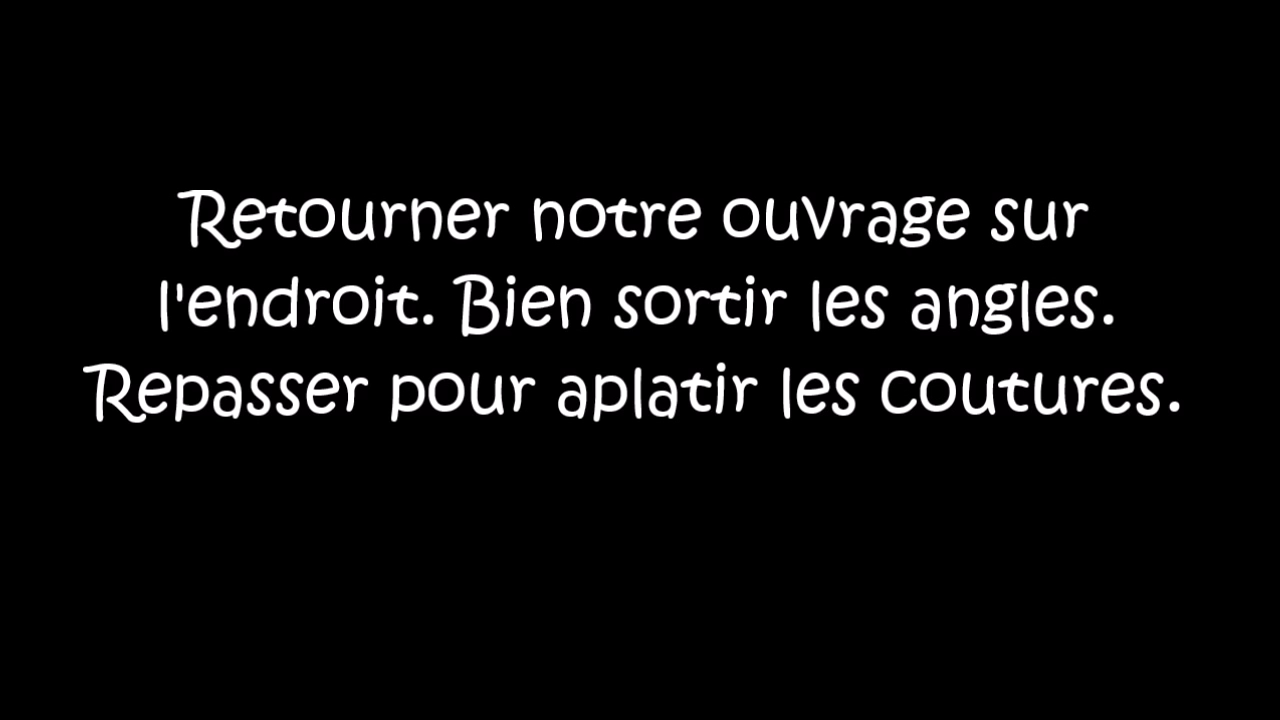 Retourner notre ouvrage sur
l'endroit. Bien sortir les angles.
Repasser pour aplatir les coutures.